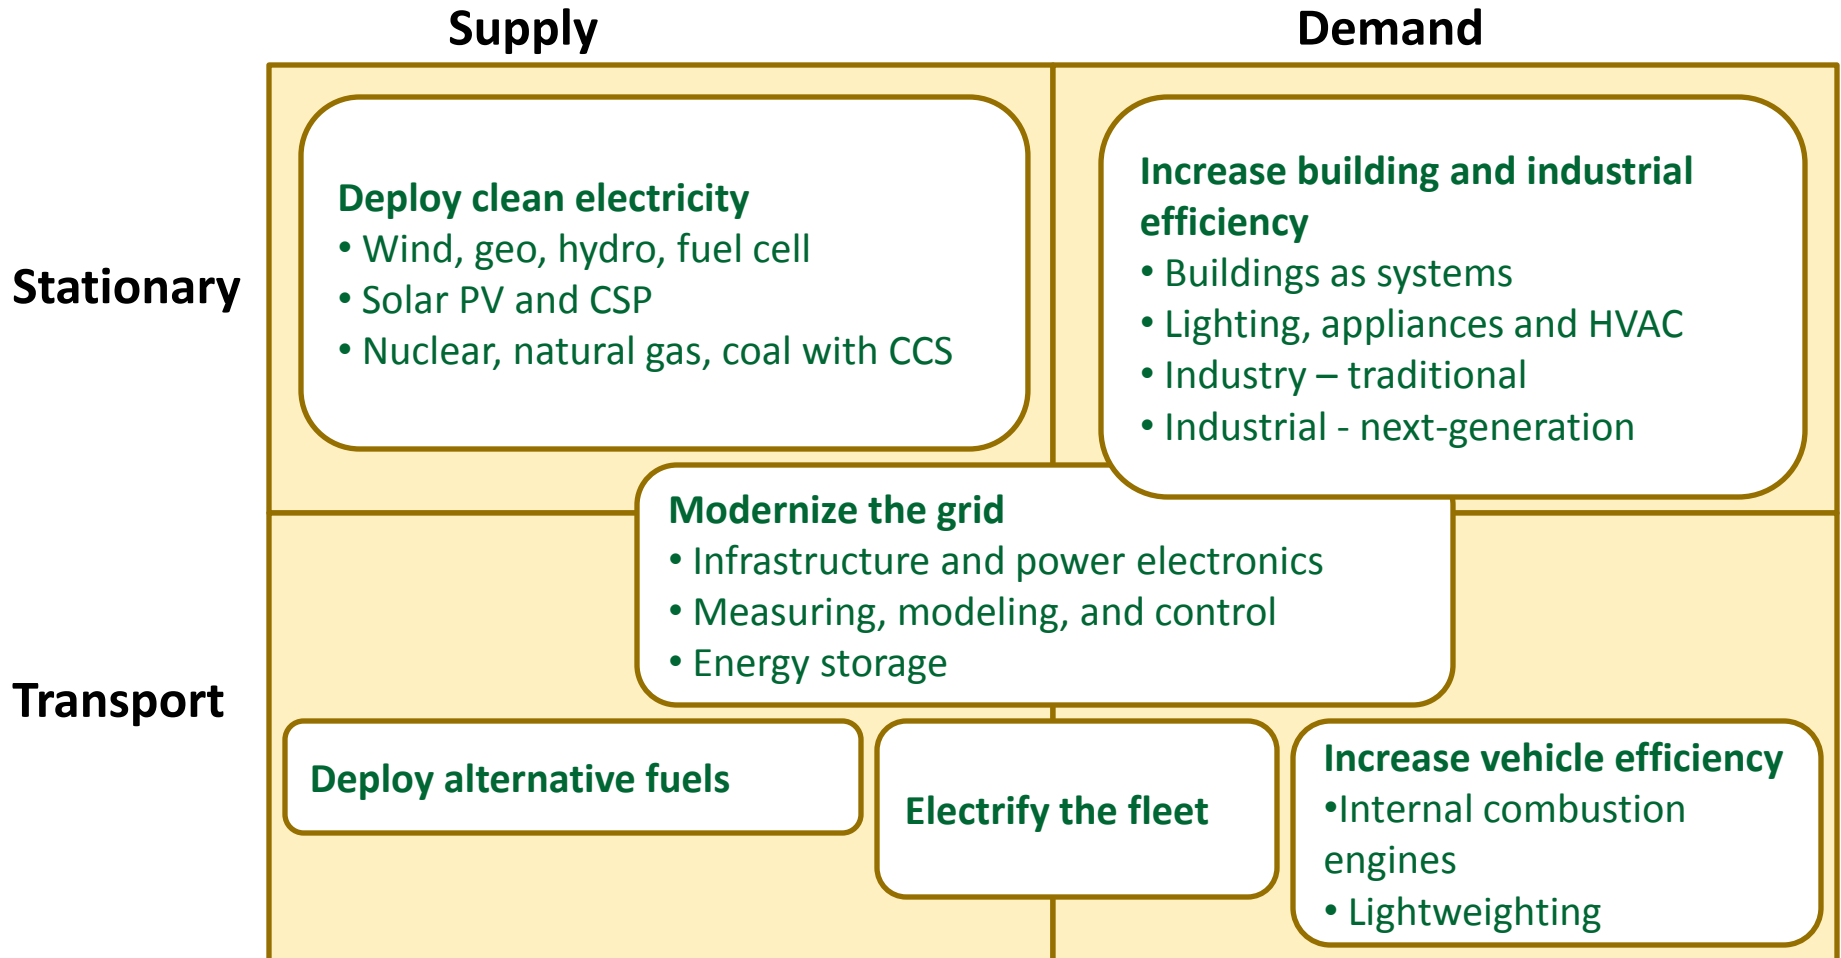 Supply
Demand
Stationary
Deploy clean electricity
• Wind, geo, hydro, fuel cell
• Solar PV and CSP
• Nuclear, natural gas, coal with CCS
Increase building and industrial
efficiency
• Buildings as systems
• Lighting, appliances and HVAC
• Industry – traditional
• Industrial - next-generation
Modernize the grid
• Infrastructure and power electronics
• Measuring, modeling, and control
• Energy storage
Transport
Deploy alternative fuels
Electrify the fleet
Increase vehicle efficiency
•Internal combustion
engines
• Lightweighting